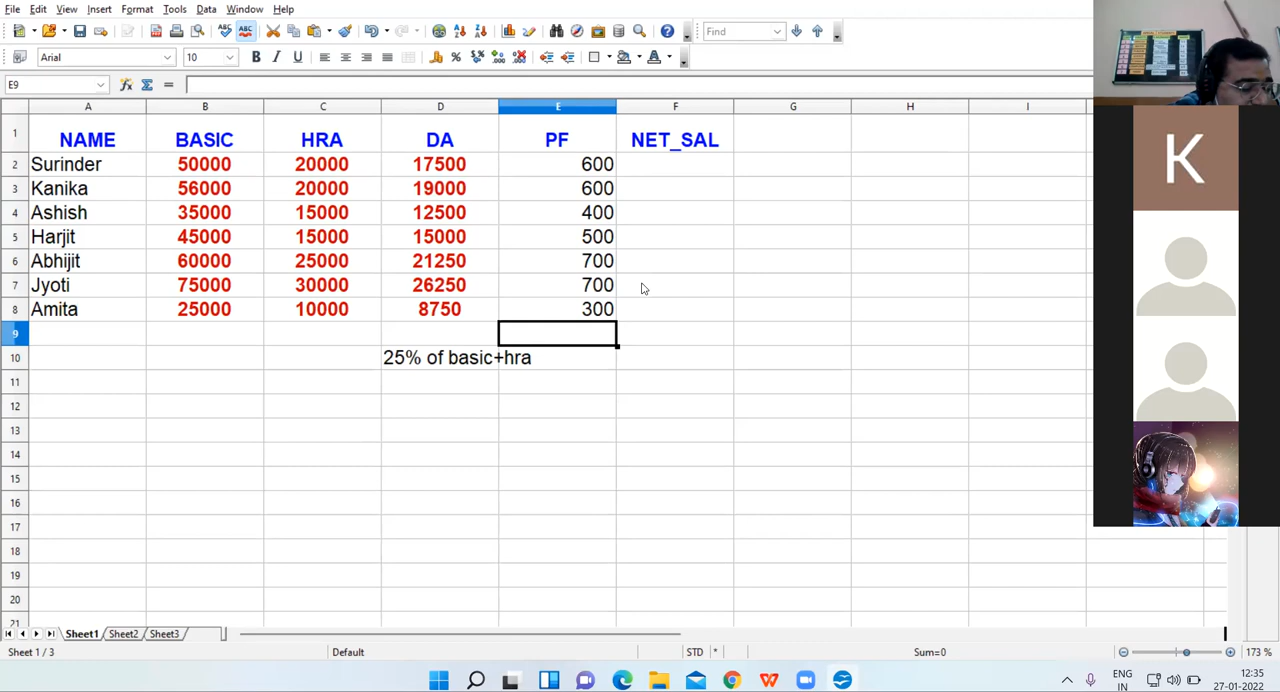 File Edit View Insert Format Tools Data Window Help
Find
Arial 10 B I U
E9
A B C D E F G H I
1 NAME BASIC HRA DA PF NET_SAL
2 Surinder 50000 20000 17500 600
3 Kanika 56000 20000 19000 600
4 Ashish 35000 15000 12500 400
5 Harjit 45000 15000 15000 500
6 Abhijit 60000 25000 21250 700
7 Jyoti 75000 30000 26250 700
8 Amita 25000 10000 8750 300
9
10 25% of basic+hra
11
12
13
14
15
16
17
18
19
20
21
K
Sheet1 Sheet2 Sheet3
Sheet 1 / 3 Default STD * Sum=0 173 %
ENG
IN
12:35
27-01-2022